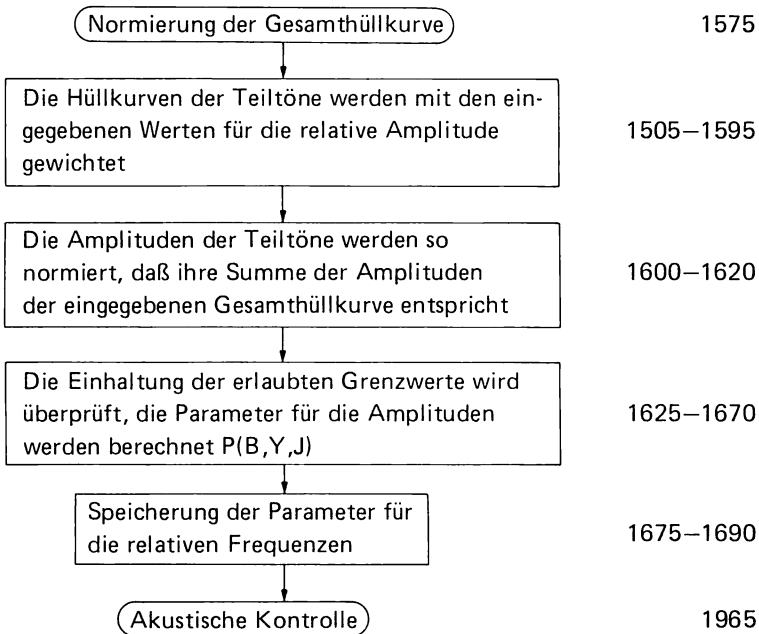 Normierung der Gesamthüllkurve 1575
Die Hüllkurven der Teiltöne werden mit den ein-
gegebenen Werten für die relative Amplitude 1505—1595
gewichtet
Die Amplituden der Teiltöne werden so
normiert, daß ihre Summe der Amplituden 1600—1620
der eingegebenen Gesamthüllkurve entspricht
Die Einhaltung der erlaubten Grenzwerte wird
überprüft, die Parameter für die Amplituden 1625—1670
werden berechnet P(B,Y,J)
Speicherung der Parameter für
die relativen Frequenzen 1675—1690
Akustische Kontrolle 1965